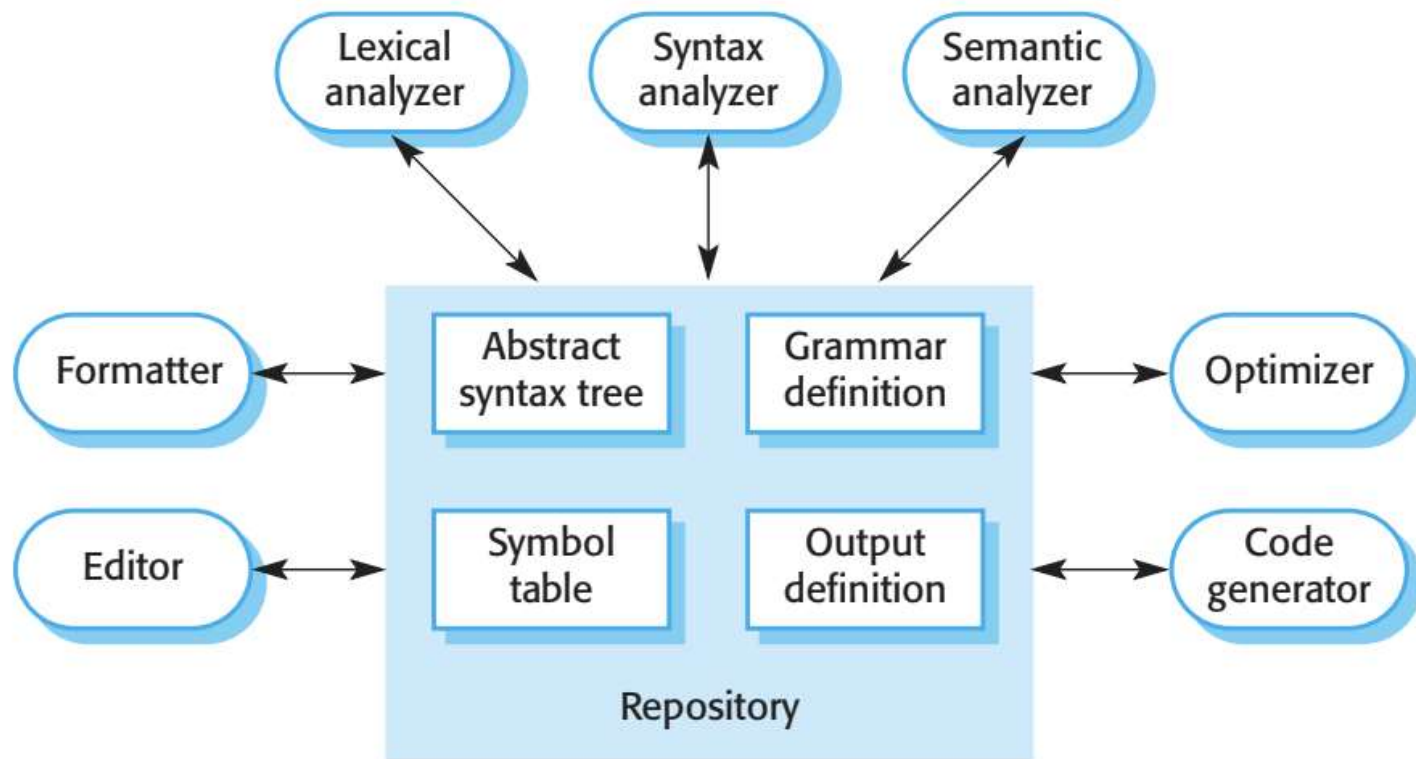 Lexical
analyzer
Syntax
analyzer
Semantic
analyzer
Formatter
Abstract
syntax tree
Grammar
definition
Optimizer
Editor
Symbol
table
Output
definition
Code
generator
Repository